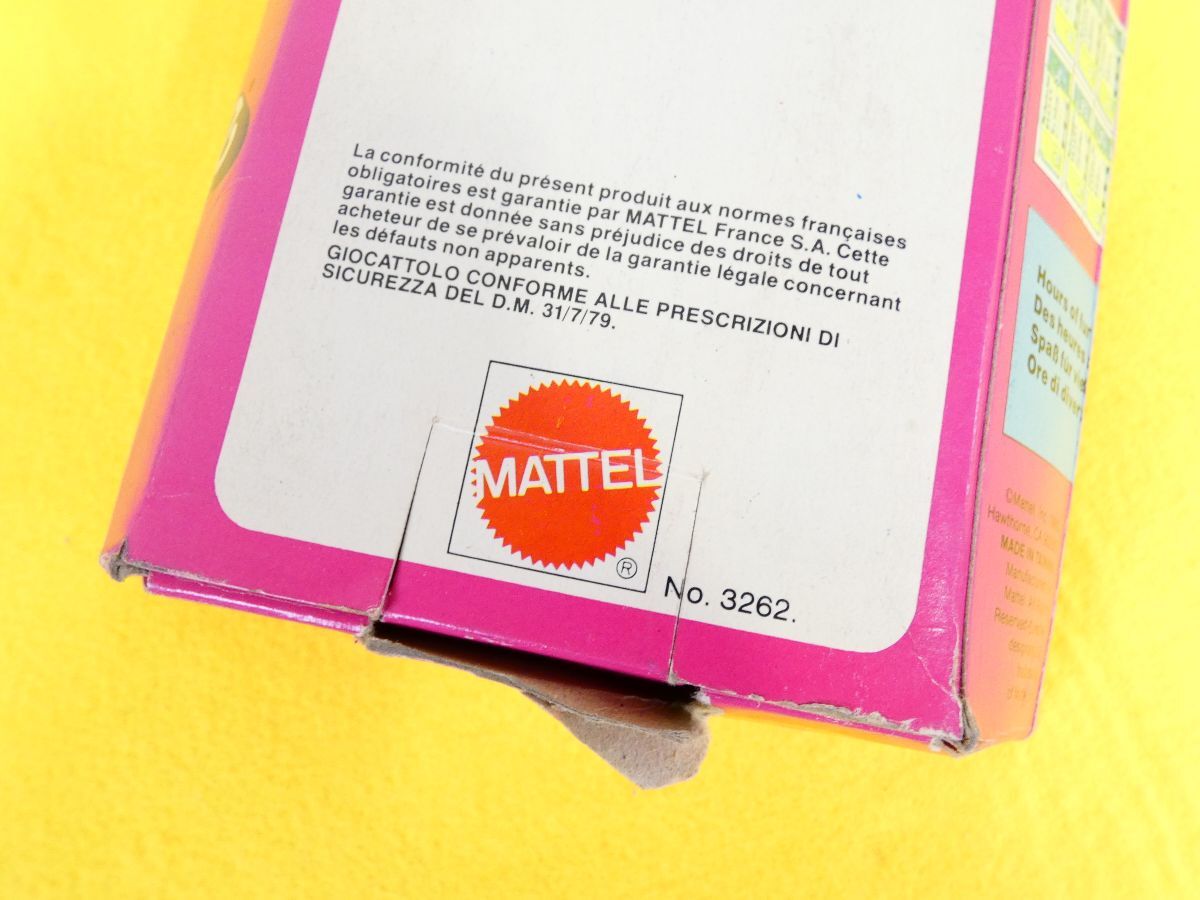 La conformité du présent produit aux normes françaises
obligatoires est garantie par MATTEL France S.A. Cette
garantie est donnée sans préjudice des droits de tout
acheteur de se prévaloir de la garantie légale concernant
les défauts non apparents.
GIOCATTOLO CONFORME ALLE PRESCRIZIONI DI
SICUREZZA DEL D.M. 31/7/79.
MATTEL
®
No. 3262.
Hours of fun
Des heures
Spaß für
Ore di
Hawthorne, CA
MADE IN